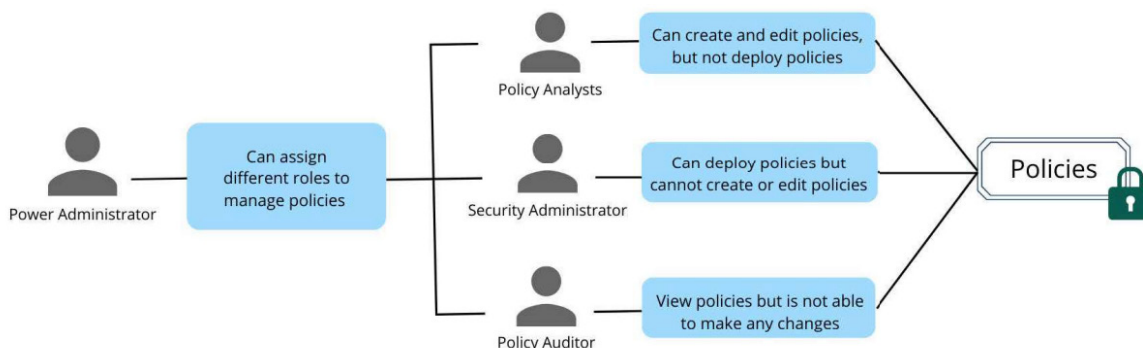 Can create and edit policies,
but not deploy policies
Policy Analysts
Can assign
different roles to
manage policies
Power Administrator
Can deploy policies but
cannot create or edit policies
Security Administrator
Policies
View policies but is not able
to make any changes
Policy Auditor